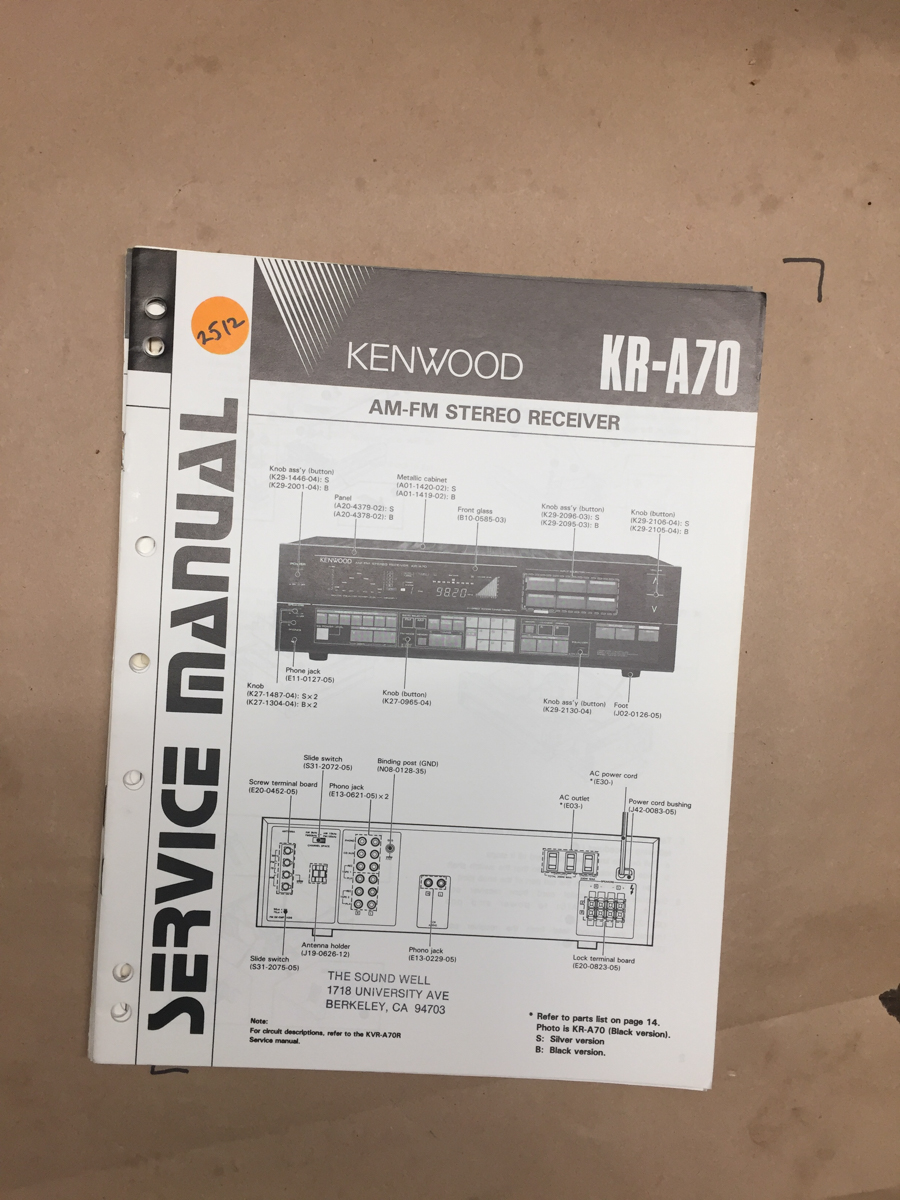 2512
SERVICE MANUAL
KENWOOD
KR-A70
AM-FM STEREO RECEIVER
Knob ass'y (button)
(K29-1446-04): S
(K29-2001-04): B
Panel
(A20-4379-02): S
(A20-4378-02): B
Metallic cabinet
(A01-1420-02): S
(A01-1419-02): B
Front glass
(B10-0585-03)
Knob ass'y (button)
(K29-2096-03): S
(K29-2095-03): B
Knob (button)
(K29-2106-04): S
(K29-2105-04): B
KENWOOD
9820
Phone jack
(E11-0127-05)
Knob
(K27-1487-04): S×2
(K27-1304-04): B×2
Knob (button)
(K27-0965-04)
Knob ass'y (button)
(K29-2130-04)
Foot
(J02-0126-05)
Slide switch
(S31-2072-05)
Binding post (GND)
(N08-0128-35)
Screw terminal board
(E20-0452-05)
Phono jack
(E13-0621-05)×2
AC power cord
*(E30-)
AC outlet
*(E03-)
Power cord bushing
(J42-0083-05)
Slide switch
(S31-2075-05)
Antenna holder
(J19-0626-12)
Phono jack
(E13-0229-05)
Lock terminal board
(E20-0823-05)
THE SOUND WELL
1718 UNIVERSITY AVE
BERKELEY, CA 94703
Note:
For circuit descriptions, refer to the KVR-A70R
Service manual.
* Refer to parts list on page 14.
Photo is KR-A70 (Black version).
S: Silver version
B: Black version.